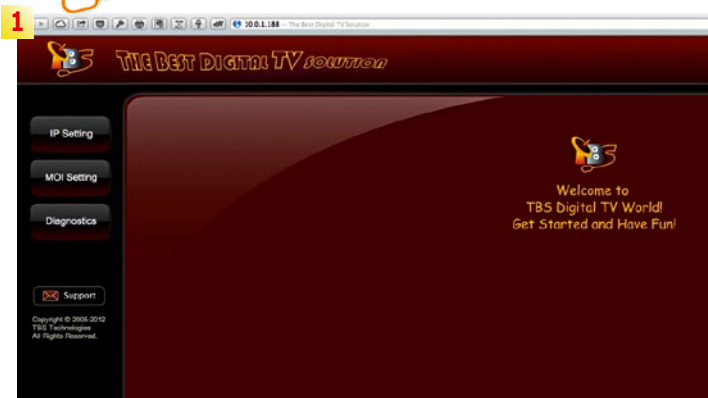 1
10.0.1.188 — The Best Digital TV Solution
TBS THE BEST DIGITAL TV SOLUTION
IP Setting
MOI Setting
Diagnostics
TBS
Welcome to
TBS Digital TV World!
Get Started and Have Fun!
Support
Copyright © 2005-2012
TBS Technologies
All Rights Reserved.